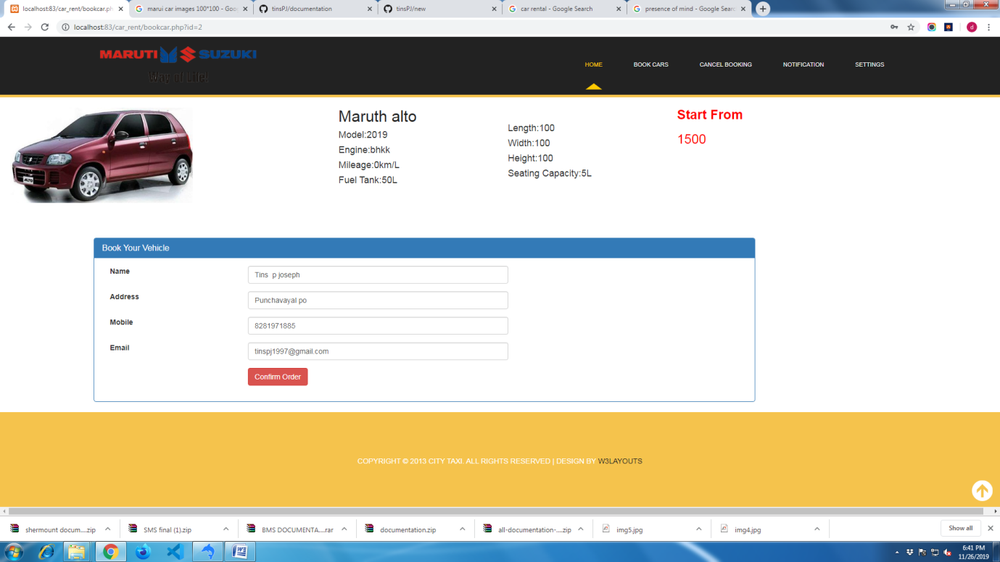 localhost:83/car_rent/bookcar.ph
marui car images 100*100 - Goo
tinsPJ/documentation
tinsPJ/new
car rental - Google Search
presence of mind - Google Searc
localhost:83/car_rent/bookcar.php?id=2
d
MARUTI SUZUKI
Way of Life!
HOME
BOOK CARS
CANCEL BOOKING
NOTIFICATION
SETTINGS
ALTO
Maruth alto
Model:2019
Engine:bhkk
Mileage:0km/L
Fuel Tank:50L
Length:100
Width:100
Height:100
Seating Capacity:5L
Start From
1500
Book Your Vehicle
Name
Tins p joseph
Address
Punchavayal po
Mobile
8281971885
Email
tinspj1997@gmail.com
Confirm Order
COPYRIGHT © 2013 CITY TAXI. ALL RIGHTS RESERVED | DESIGN BY W3LAYOUTS
shermount docum....zip
SMS final (1).zip
BMS DOCUMENTA....rar
documentation.zip
all-documentation-....zip
img5.jpg
img4.jpg
Show all
6:41 PM
11/26/2019